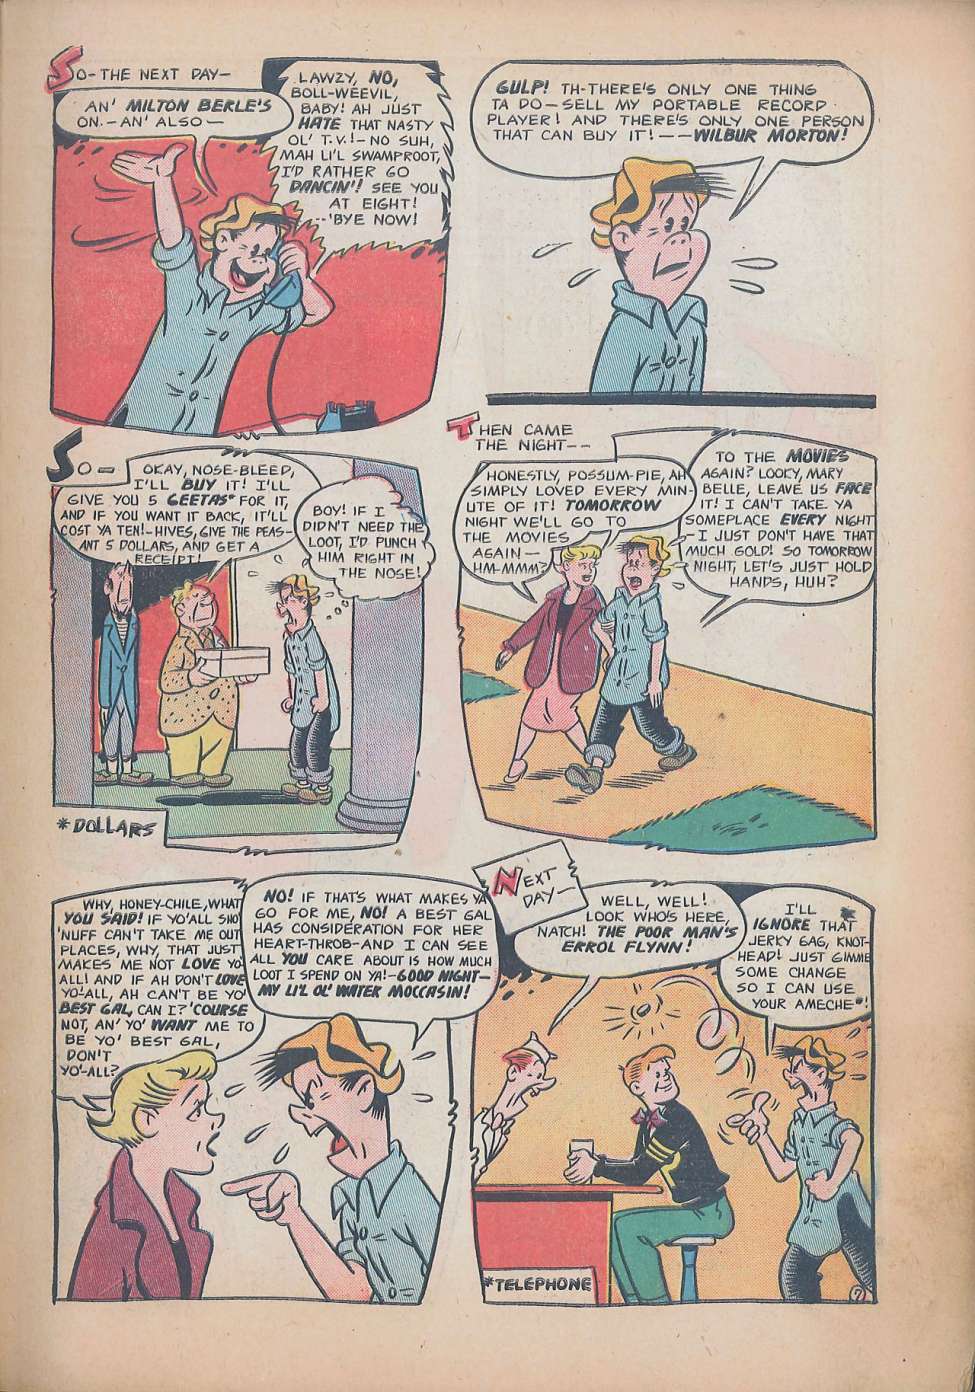 SO-THE NEXT DAY-
AN' MILTON BERLE'S
ON.-AN' ALSO-
LAWZY, NO,
BOLL-WEEVIL,
BABY! AH JUST
HATE THAT NASTY
OL' T.V.!-NO SUH,
MAH LI'L SWAMPROOT,
I'D RATHER GO
DANCIN'! SEE YOU
AT EIGHT!
--'BYE NOW!
GULP! TH-THERE'S ONLY ONE THING
TA DO-SELL MY PORTABLE RECORD
PLAYER! AND THERE'S ONLY ONE PERSON
THAT CAN BUY IT!---WILBUR MORTON!
SO-
OKAY, NOSE-BLEED,
I'LL BUY IT! I'LL
GIVE YOU 5 GEETAS* FOR IT,
AND IF YOU WANT IT BACK, IT'LL
COST YA TEN!-HIVES, GIVE THE PEAS-
ANT 5 DOLLARS, AND GET A
RECEIPT!
BOY! IF I
DIDN'T NEED THE
LOOT, I'D PUNCH
HIM RIGHT IN
THE NOSE!
*DOLLARS
THEN CAME
THE NIGHT--
HONESTLY, POSSUM-PIE, AH
SIMPLY LOVED EVERY MIN-
UTE OF IT! TOMORROW
NIGHT WE'LL GO TO
THE MOVIES
AGAIN-
HM-MMM?
TO THE MOVIES
AGAIN? LOOKY, MARY
BELLE, LEAVE US FACE
IT! I CAN'T TAKE YA
SOMEPLACE EVERY NIGHT
-I JUST DON'T HAVE THAT
MUCH GOLD! SO TOMORROW
NIGHT, LET'S JUST HOLD
HANDS, HUH?
WHY, HONEY-CHILE, WHAT
YOU SAID! IF YO'ALL SHO'
'NUFF CAN'T TAKE ME OUT
PLACES, WHY, THAT JUST
MAKES ME NOT LOVE YO'-
ALL! AND IF AH DON'T LOVE
YO'-ALL, AH CAN'T BE YO'
BEST GAL, CAN I? 'COURSE
NOT, AN' YO' WANT ME TO
BE YO' BEST GAL,
DON'T
YO'-ALL?
NO! IF THAT'S WHAT MAKES YA
GO FOR ME, NO! A BEST GAL
HAS CONSIDERATION FOR HER
HEART-THROB-AND I CAN SEE
ALL YOU CARE ABOUT IS HOW MUCH
LOOT I SPEND ON YA!-GOOD NIGHT-
MY LI'L OL' WATER MOCCASIN!
NEXT
DAY-
WELL, WELL!
LOOK WHO'S HERE,
NATCH! THE POOR MAN'S
ERROL FLYNN!
I'LL
IGNORE THAT
JERKY GAG, KNOT-
HEAD! JUST GIMME
SOME CHANGE
SO I CAN USE
YOUR AMECHE*!
*TELEPHONE
7